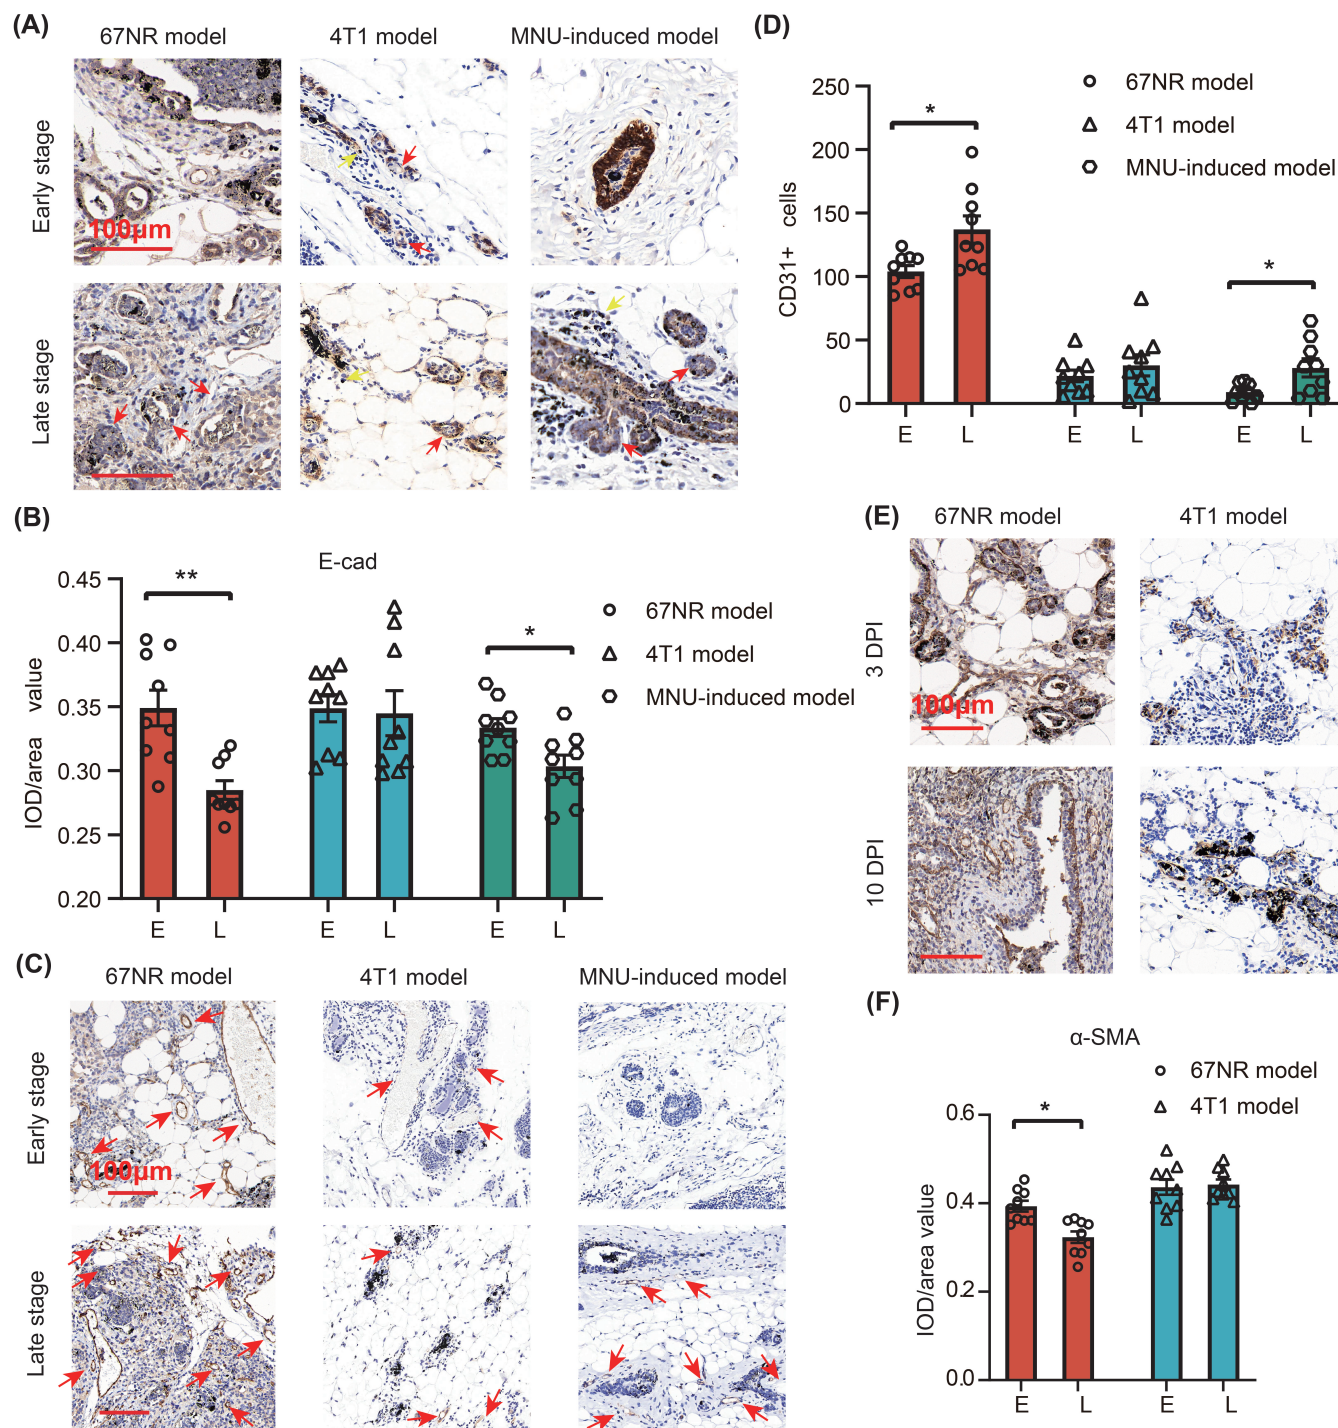 (A)
67NR model
4T1 model
MNU-induced model
Early stage
100μm
Late stage
(B)
E-cad
**
*
67NR model
4T1 model
MNU-induced model
IOD/area value
0.45
0.40
0.35
0.30
0.25
0.20
E
L
E
L
E
L
(C)
67NR model
4T1 model
MNU-induced model
Early stage
100μm
Late stage
(D)
67NR model
4T1 model
MNU-induced model
*
*
CD31+ cells
250
200
150
100
50
0
E
L
E
L
E
L
(E)
67NR model
4T1 model
3 DPI
100μm
10 DPI
(F)
α-SMA
67NR model
4T1 model
*
IOD/area value
0.6
0.4
0.2
0.0
E
L
E
L